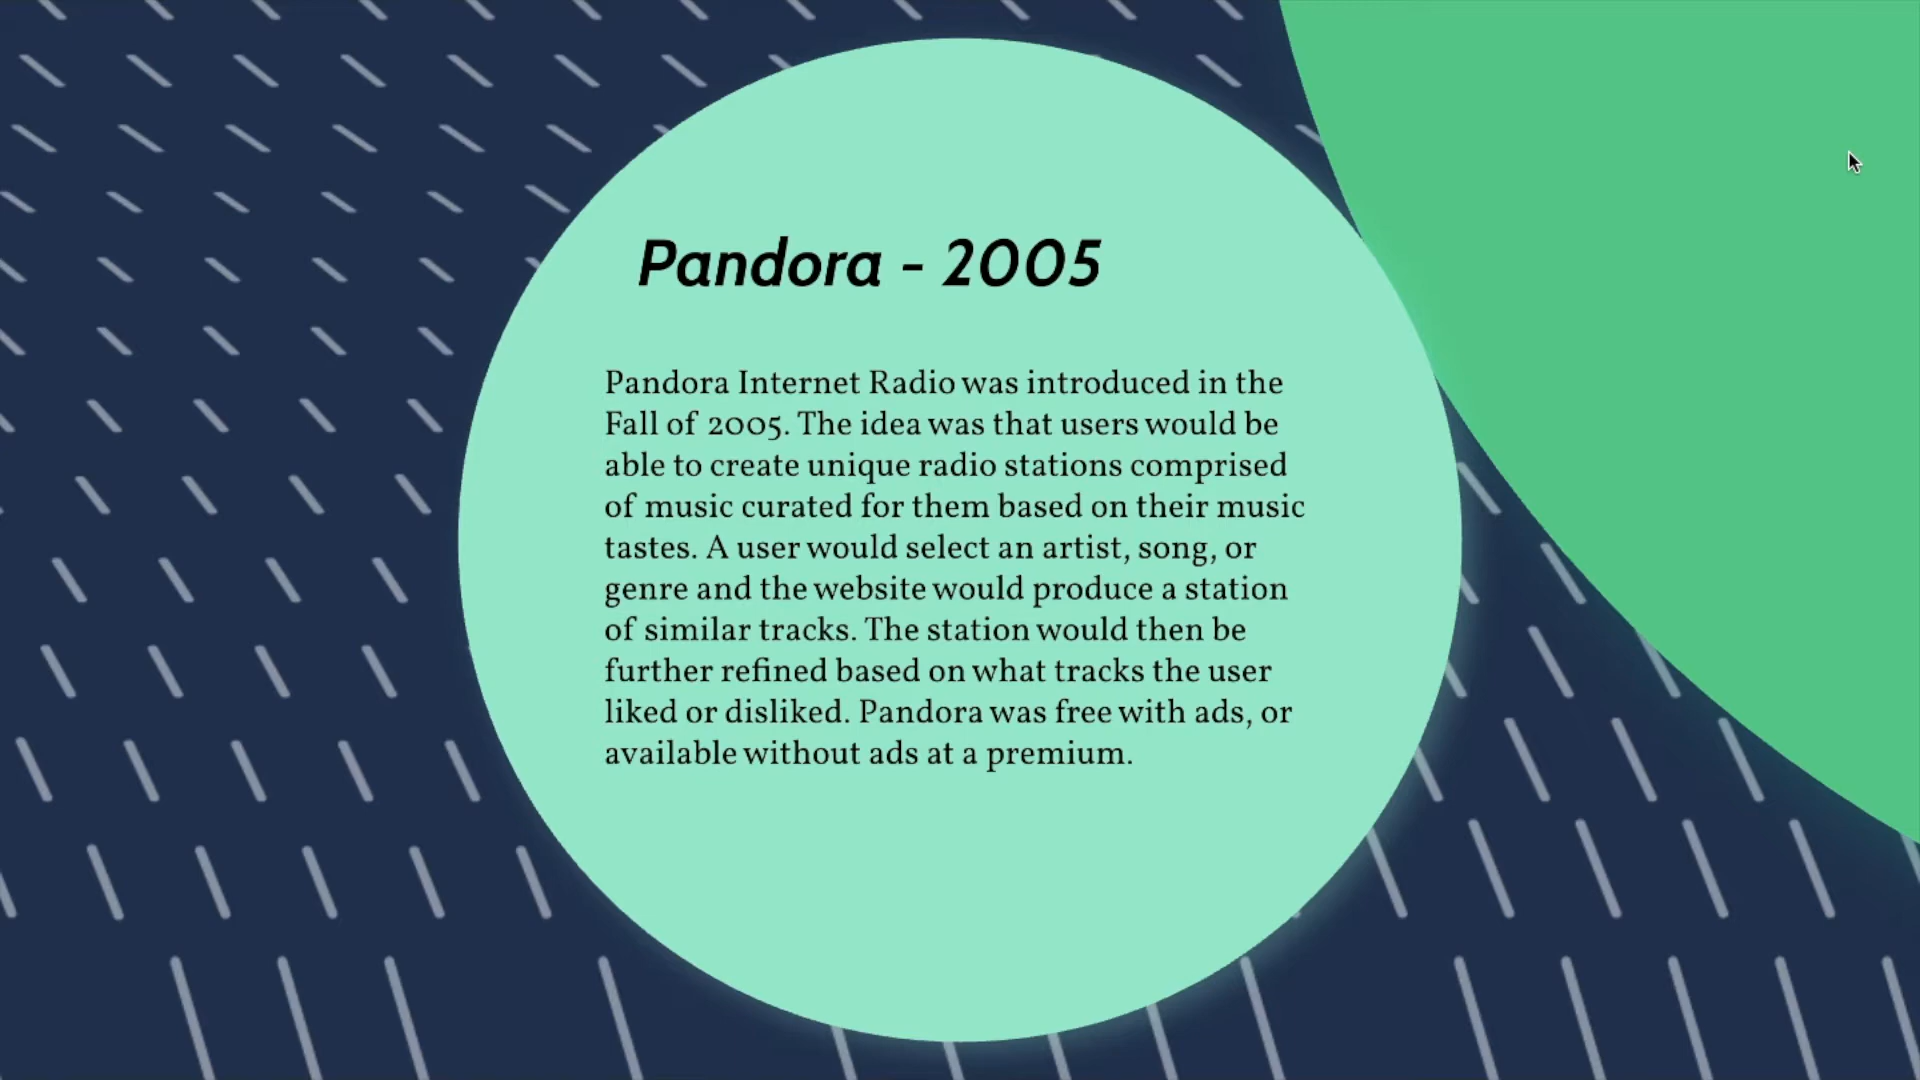 Pandora - 2005
Pandora Internet Radio was introduced in the
Fall of 2005. The idea was that users would be
able to create unique radio stations comprised
of music curated for them based on their music
tastes. A user would select an artist, song, or
genre and the website would produce a station
of similar tracks. The station would then be
further refined based on what tracks the user
liked or disliked. Pandora was free with ads, or
available without ads at a premium.